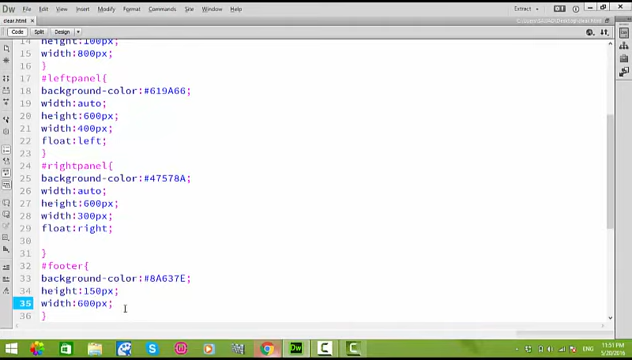 Dw File Edit View Insert Modify Format Commands Site Window Help Extract
clear.html ×
Code Split Design
14 height:100px;
15 width:800px;
16 }
17 #leftpanel{
18 background-color:#619A66;
19 width:auto;
20 height:600px;
21 width:400px;
22 float:left;
23 }
24 #rightpanel{
25 background-color:#47578A;
26 width:auto;
27 height:600px;
28 width:300px;
29 float:right;
30
31 }
32 #footer{
33 background-color:#8A637E;
34 height:150px;
35 width:600px;
36 }
11:51 PM
5/20/2016